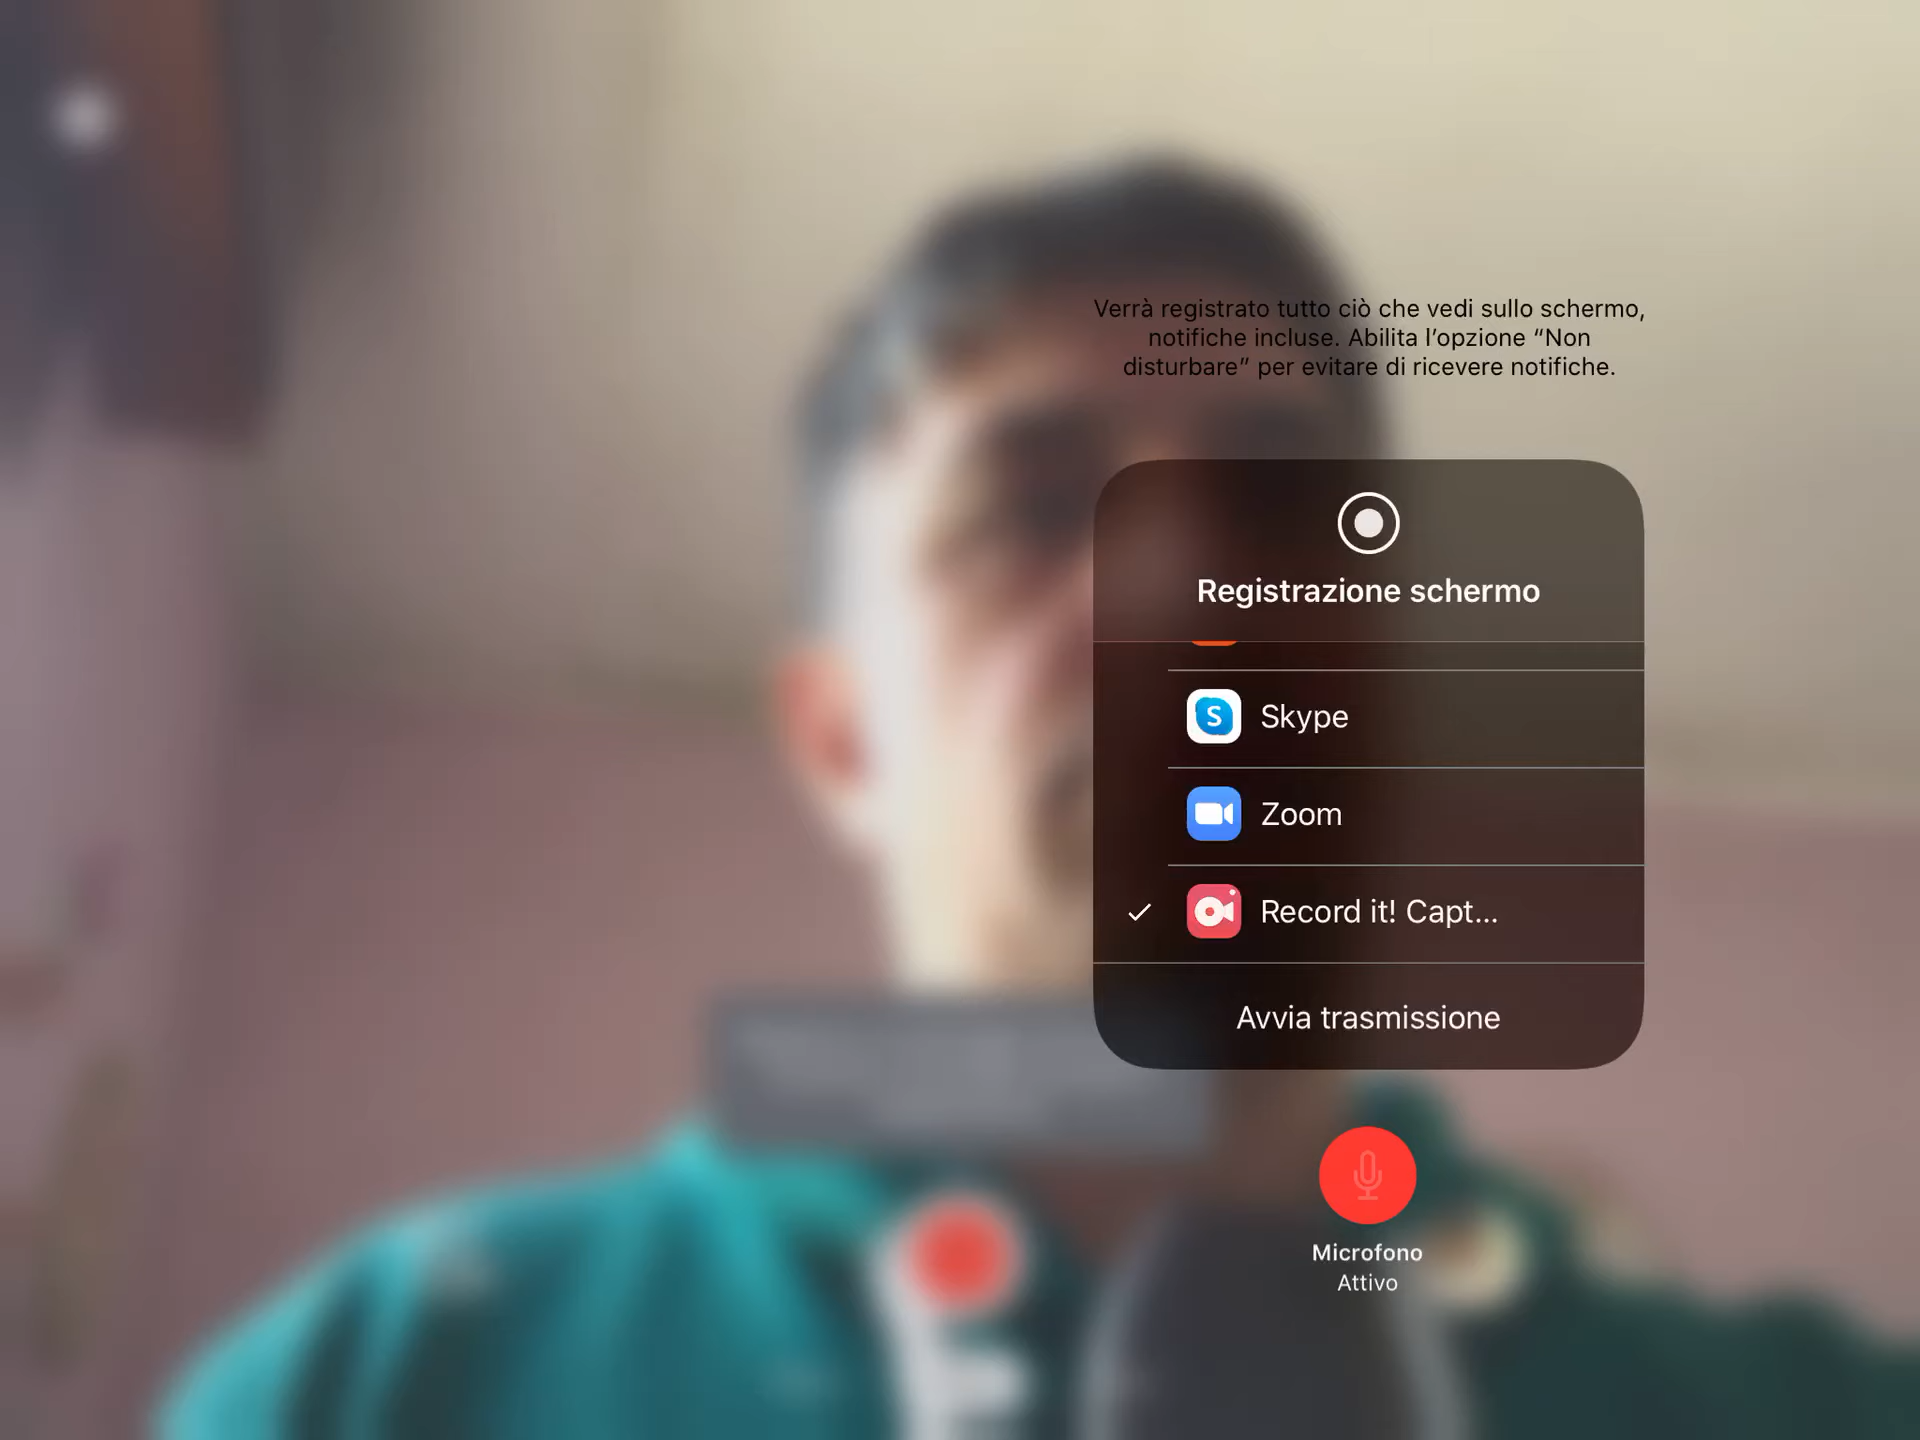 Verrà registrato tutto ciò che vedi sullo schermo,
notifiche incluse. Abilita l’opzione “Non
disturbare” per evitare di ricevere notifiche.
Registrazione schermo
Skype
Zoom
Record it! Capt...
Avvia trasmissione
Microfono
Attivo